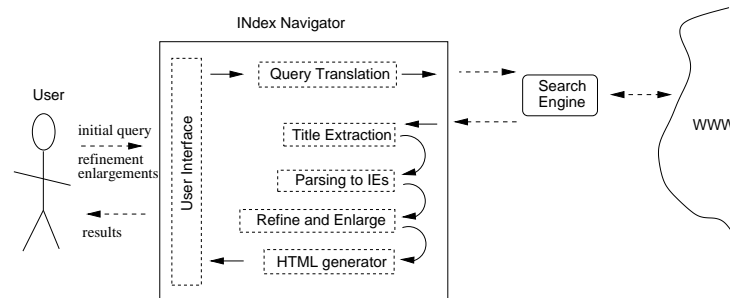 INdex Navigator
User
initial query
refinement
enlargements
results
User Interface
Query Translation
Title Extraction
Parsing to IEs
Refine and Enlarge
HTML generator
Search
Engine
WWW